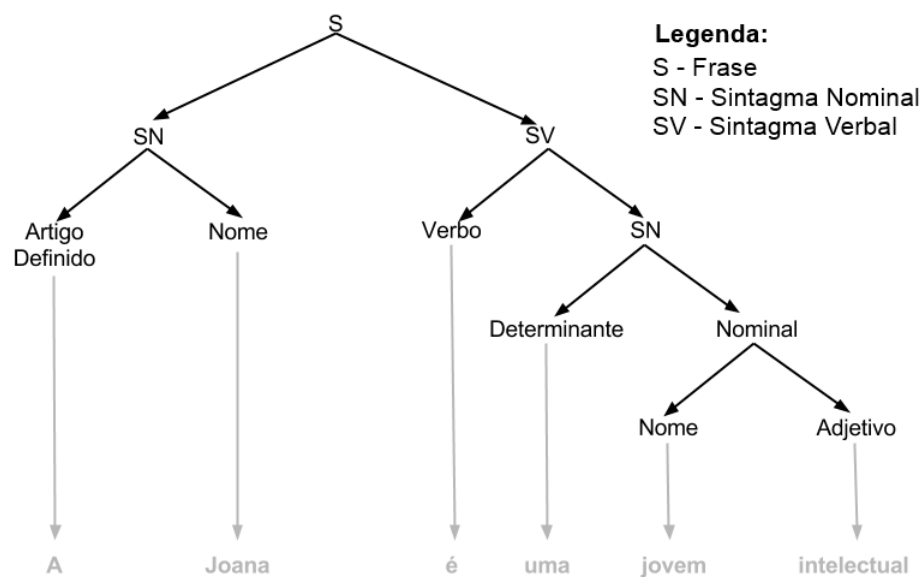 S
Legenda:
S - Frase
SN - Sintagma Nominal
SV - Sintagma Verbal
SN
SV
Artigo
Definido
Nome
Verbo
SN
Determinante
Nominal
Nome
Adjetivo
A
Joana
é
uma
jovem
intelectual